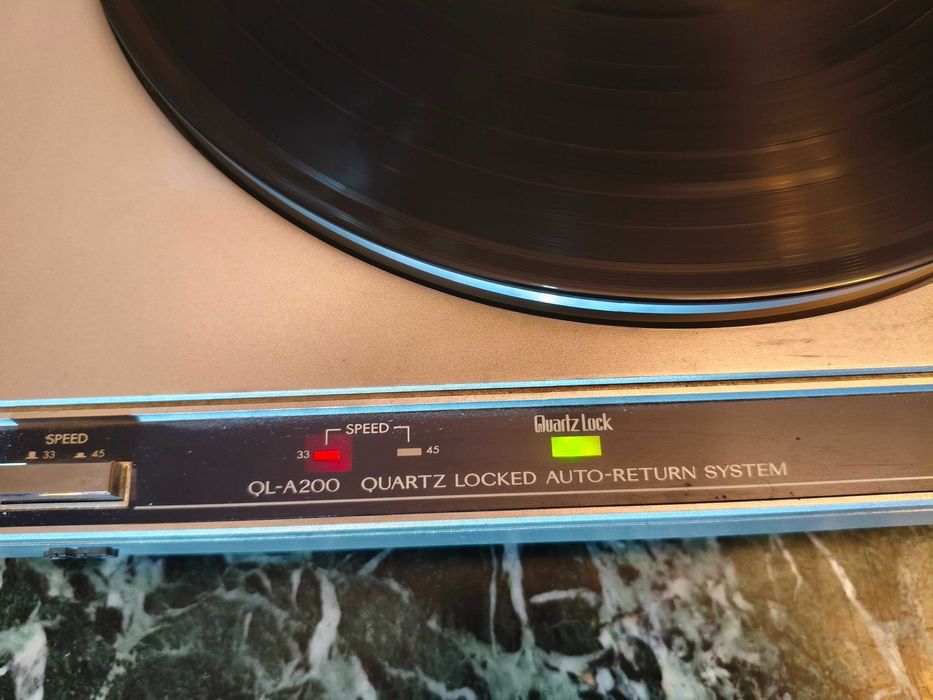 SPEED
33 45
SPEED
33 45
Quartz Lock
QL-A200 QUARTZ LOCKED AUTO-RETURN SYSTEM